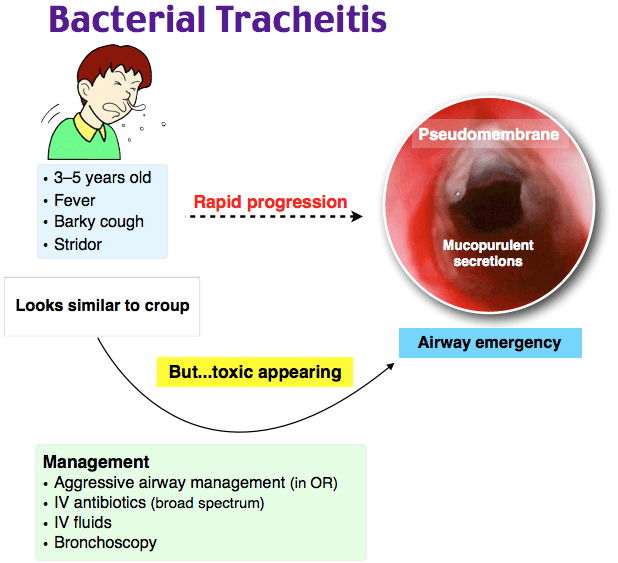 Bacterial Tracheitis
• 3–5 years old
• Fever
• Barky cough
• Stridor
Rapid progression
Pseudomembrane
Mucopurulent
secretions
Looks similar to croup
Airway emergency
But...toxic appearing
Management
• Aggressive airway management (in OR)
• IV antibiotics (broad spectrum)
• IV fluids
• Bronchoscopy